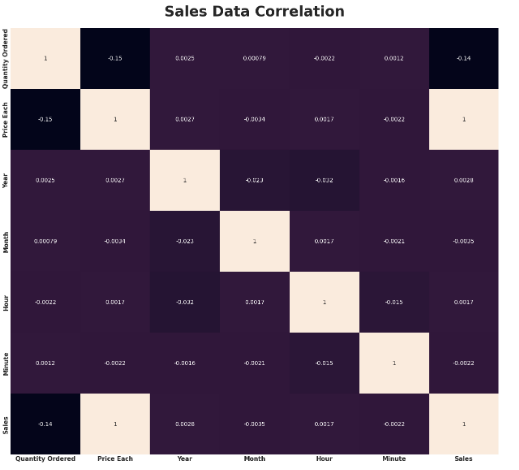 Sales Data Correlation
Quantity Ordered 1 -0.15 0.0025 0.00079 -0.0022 0.0012 -0.14
Price Each -0.15 1 0.0027 -0.0034 0.0017 -0.0022 1
Year 0.0025 0.0027 1 -0.023 -0.032 -0.0016 0.0028
Month 0.00079 -0.0034 -0.023 1 0.0017 -0.0021 -0.0035
Hour -0.0022 0.0017 -0.032 0.0017 1 -0.015 0.0017
Minute 0.0012 -0.0022 -0.0016 -0.0021 -0.015 1 -0.0022
Sales -0.14 1 0.0028 -0.0035 0.0017 -0.0022 1
Quantity Ordered Price Each Year Month Hour Minute Sales